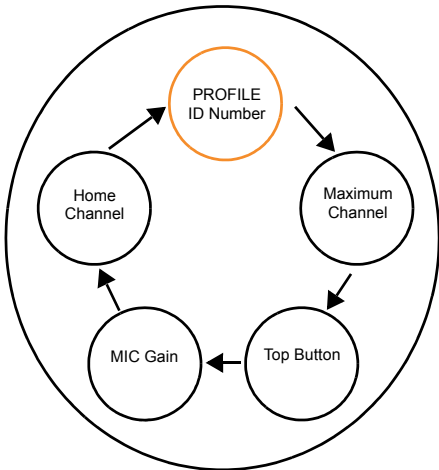 PROFILE
ID Number
Maximum
Channel
Top Button
MIC Gain
Home
Channel